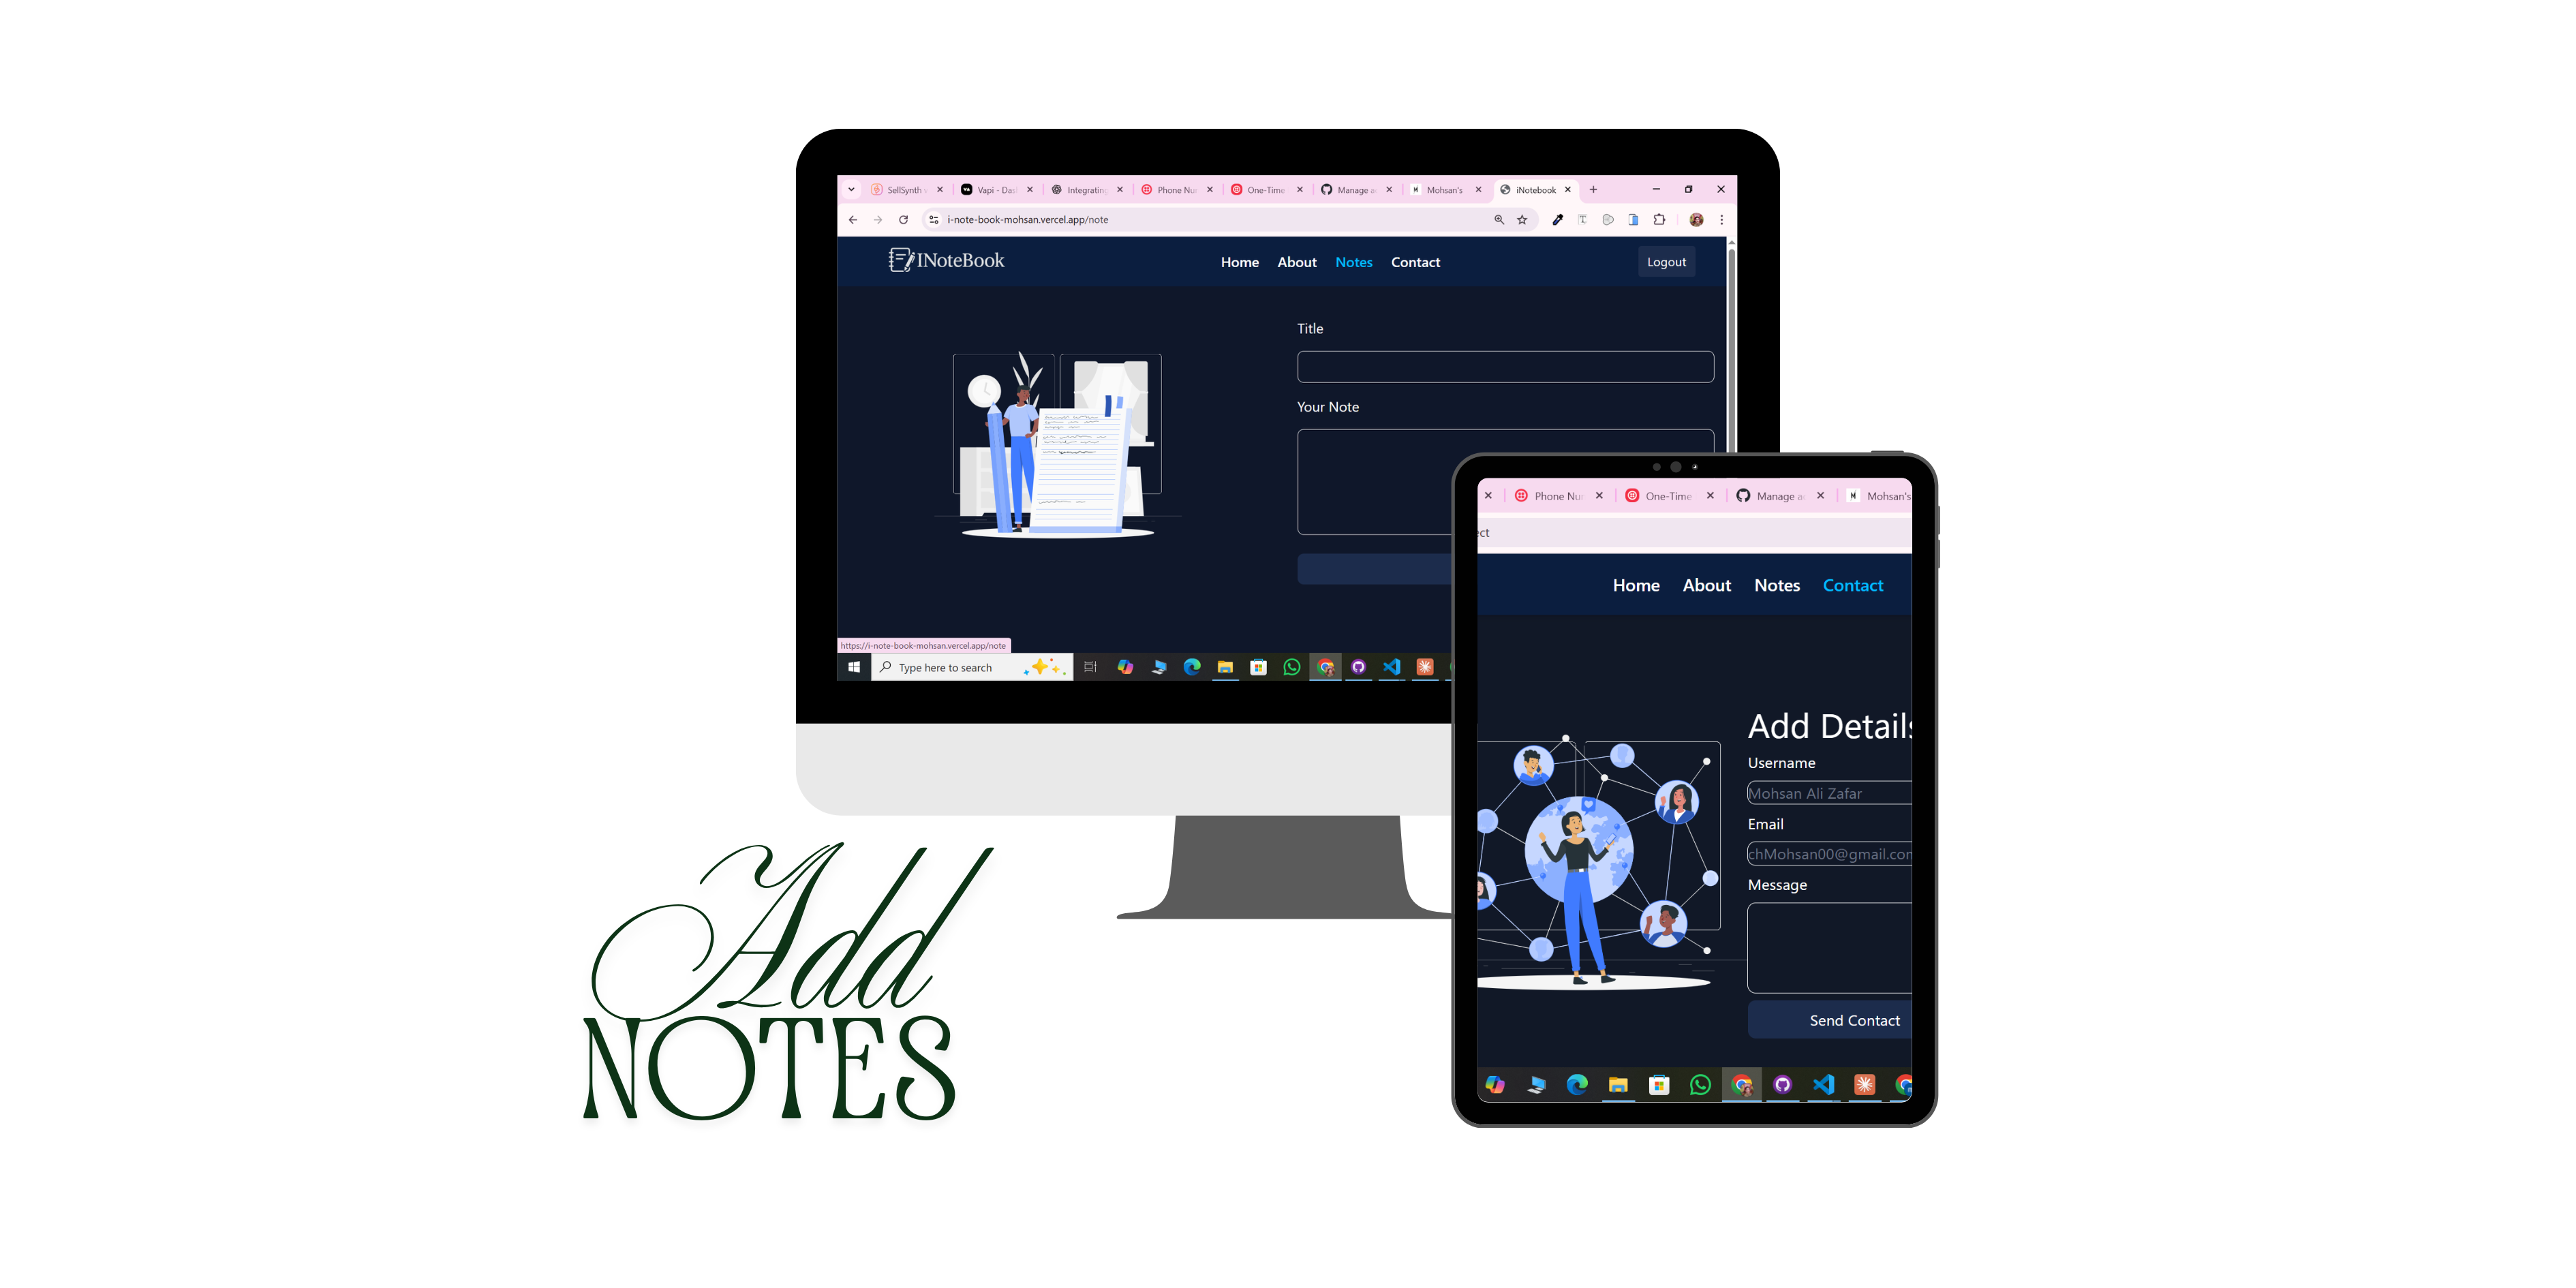 SellSynth
Vapi - Das
Integrating
Phone Nu
One-Time
Manage a
Mohsan's
iNotebook
i-note-book-mohsan.vercel.app/note
INoteBook
Home About Notes Contact
Logout
Title
Your Note
https://i-note-book-mohsan.vercel.app/note
Type here to search
Phone Nu
One-Time
Manage a
Mohsan's
ect
Home About Notes Contact
Add Details
Username
Mohsan Ali Zafar
Email
chMohsan00@gmail.com
Message
Send Contact
Add
NOTES